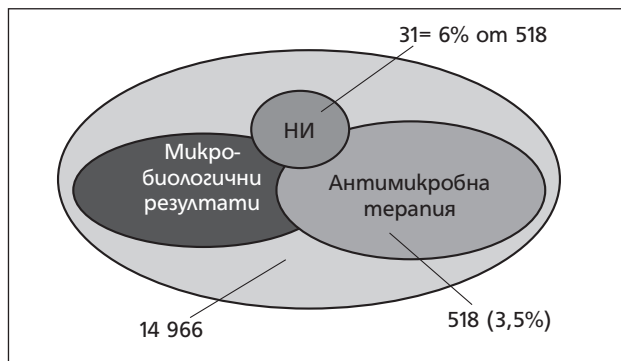 31= 6% от 518
НИ
Микро-
биологични
резултати
Антимикробна
терапия
14 966
518 (3,5%)